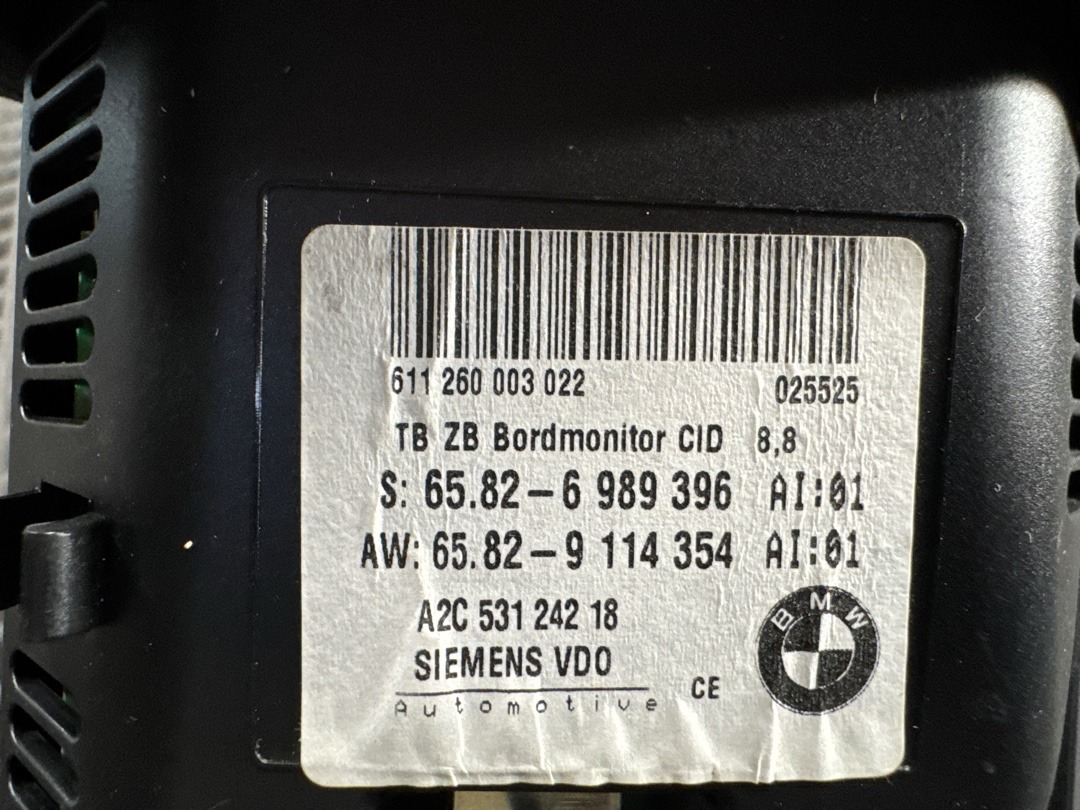 611 260 003 022 025525
TB ZB Bordmonitor CID 8,8
S: 65.82-6 989 396 AI:01
AW: 65.82-9 114 354 AI:01
A2C 531 242 18
BMW
SIEMENS VDO
CE
Automotive